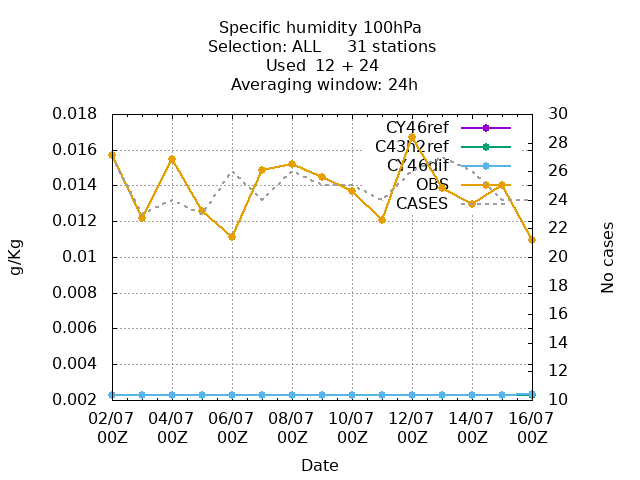 Specific humidity 100hPa
Selection: ALL     31 stations
Used  12 + 24
Averaging window: 24h
0.018
0.016
0.014
0.012
0.01
0.008
0.006
0.004
0.002
g/Kg
CY46ref
C43h2ref
CY46dif
OBS
CASES
30
28
26
24
22
20
18
16
14
12
10
No cases
02/07 04/07 06/07 08/07 10/07 12/07 14/07 16/07
00Z 00Z 00Z 00Z 00Z 00Z 00Z 00Z
Date